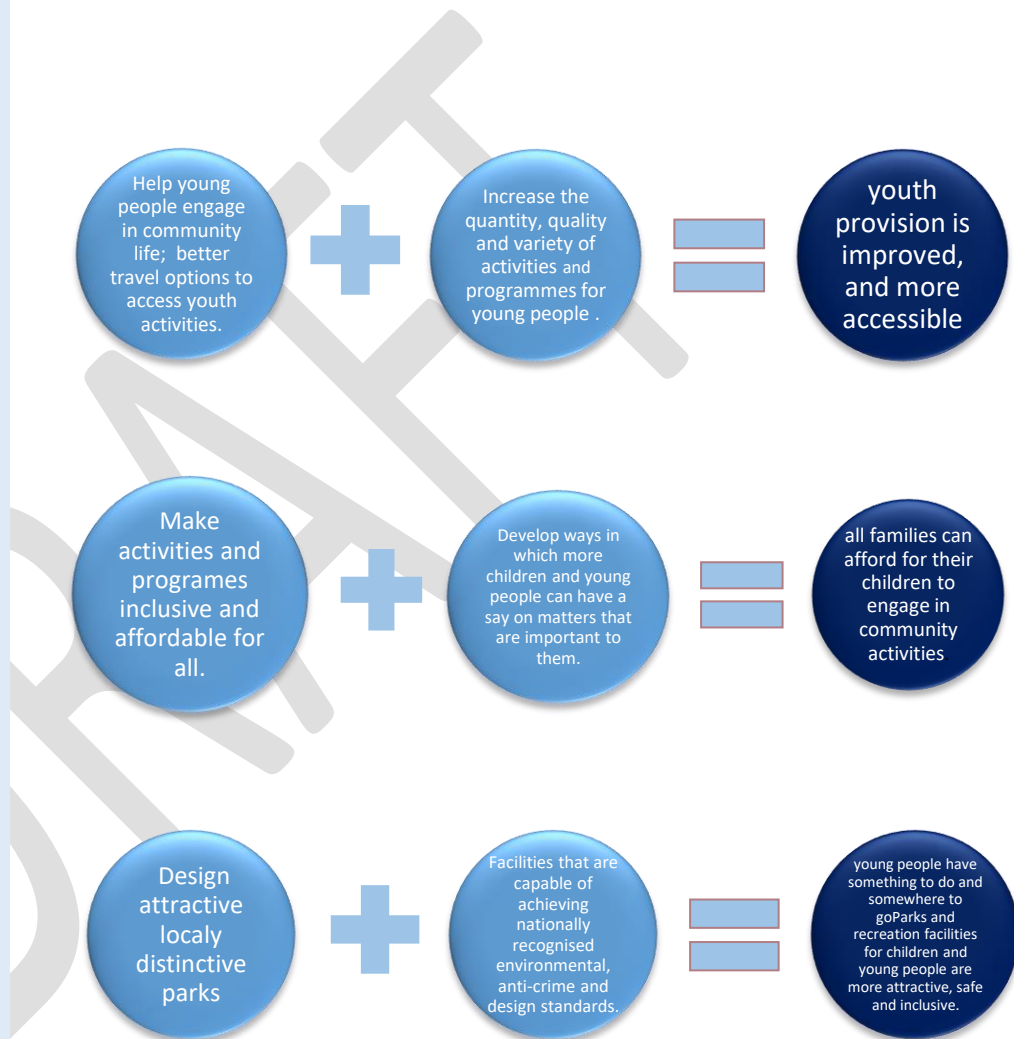 Help young
people engage
in community
life; better
travel options to
access youth
activities.
Increase the
quantity, quality
and variety of
activities and
programmes for
young people .
youth
provision is
improved,
and more
accessible
Make
activities and
programes
inclusive and
affordable for
all.
Develop ways in
which more
children and young
people can have a
say on matters that
are important to
them.
all families can
afford for their
children to
engage in
community
activities
Design
attractive
localy
distinctive
parks
Facilities that are
capable of
achieving
nationally
recognised
environmental,
anti-crime and
design standards.
young people have
something to do and
somewhere to
goParks and
recreation facilities
for children and
young people are
more attractive, safe
and inclusive.
DRAFT